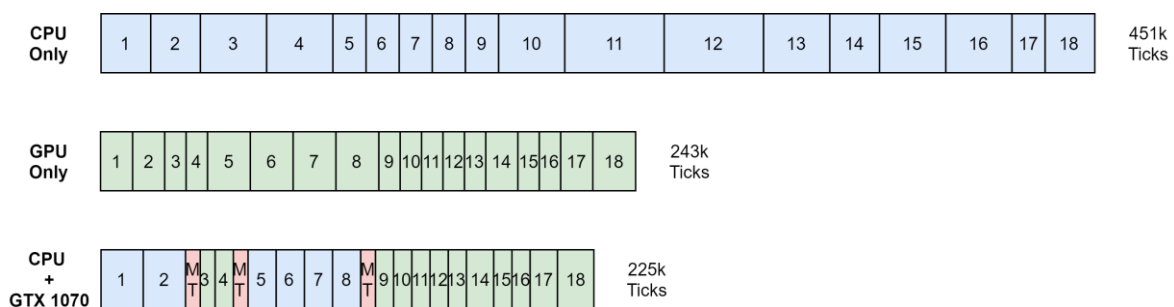 CPU
Only
1 2 3 4 5 6 7 8 9 10 11 12 13 14 15 16 17 18
451k
Ticks
GPU
Only
1 2 3 4 5 6 7 8 9 10 11 12 13 14 15 16 17 18
243k
Ticks
CPU
+
GTX 1070
1 2 MT 3 4 MT 5 6 7 8 MT 9 10 11 12 13 14 15 16 17 18
225k
Ticks